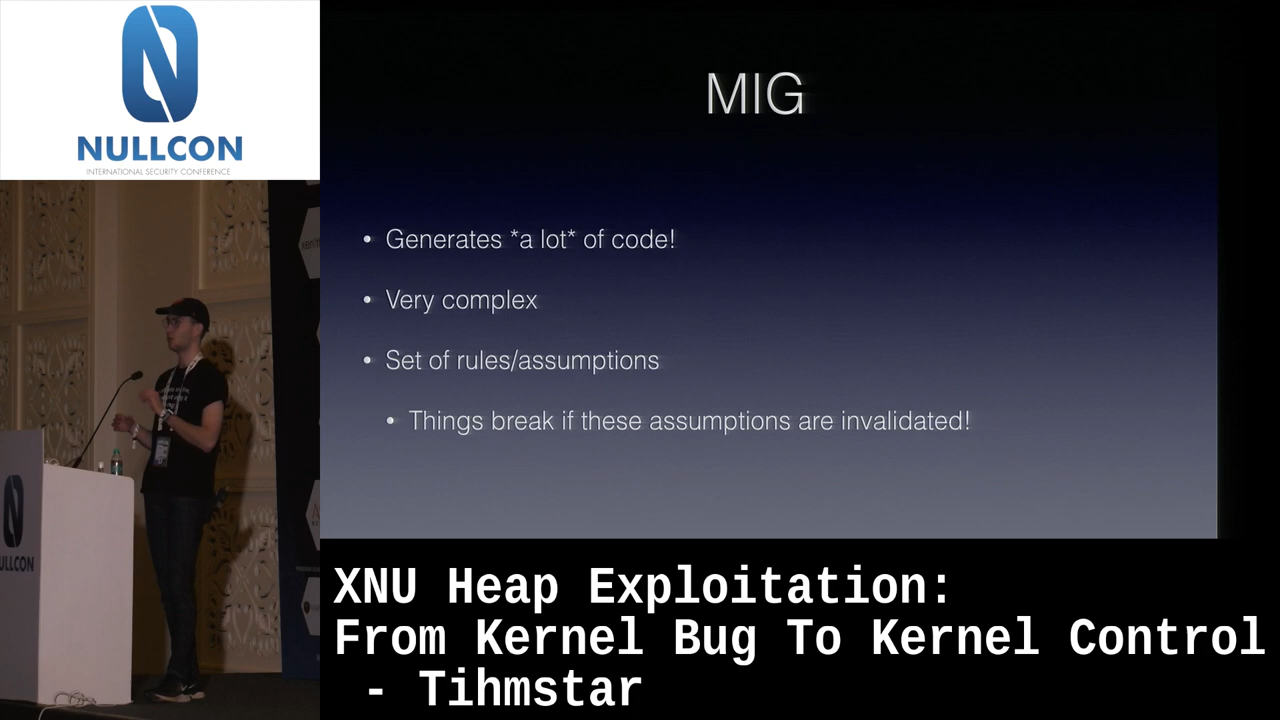 NULLCON
INTERNATIONAL SECURITY CONFERENCE
MIG
• Generates *a lot* of code!
• Very complex
• Set of rules/assumptions
• Things break if these assumptions are invalidated!
NULLCON
XNU Heap Exploitation:
From Kernel Bug To Kernel Control
- Tihmstar